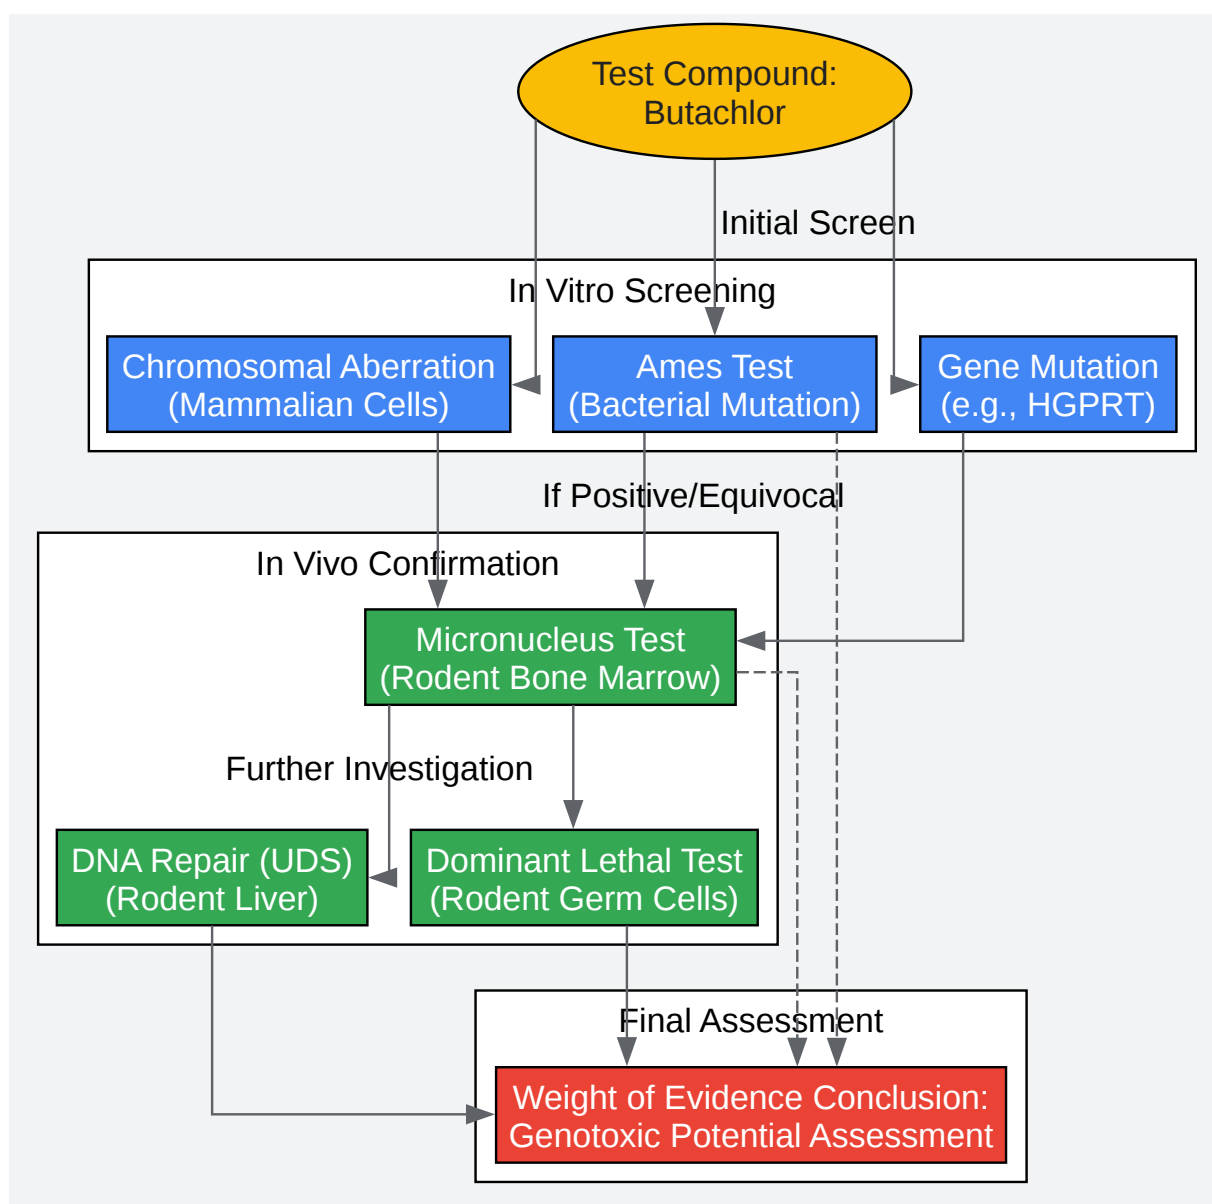 Test Compound:
Butachlor
Initial Screen
In Vitro Screening
Chromosomal Aberration
(Mammalian Cells)
Ames Test
(Bacterial Mutation)
Gene Mutation
(e.g., HGPRT)
If Positive/Equivocal
In Vivo Confirmation
Micronucleus Test
(Rodent Bone Marrow)
Further Investigation
DNA Repair (UDS)
(Rodent Liver)
Dominant Lethal Test
(Rodent Germ Cells)
Final Assessment
Weight of Evidence Conclusion:
Genotoxic Potential Assessment